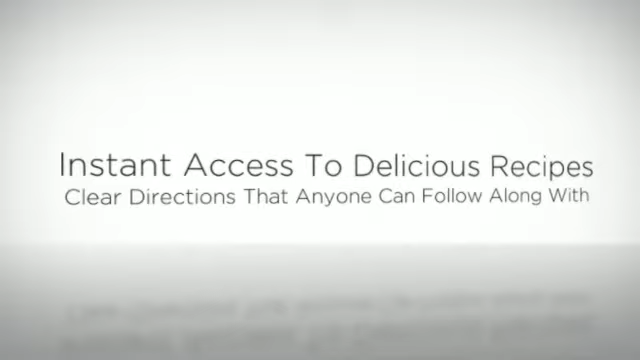 Instant Access To Delicious Recipes
Clear Directions That Anyone Can Follow Along With